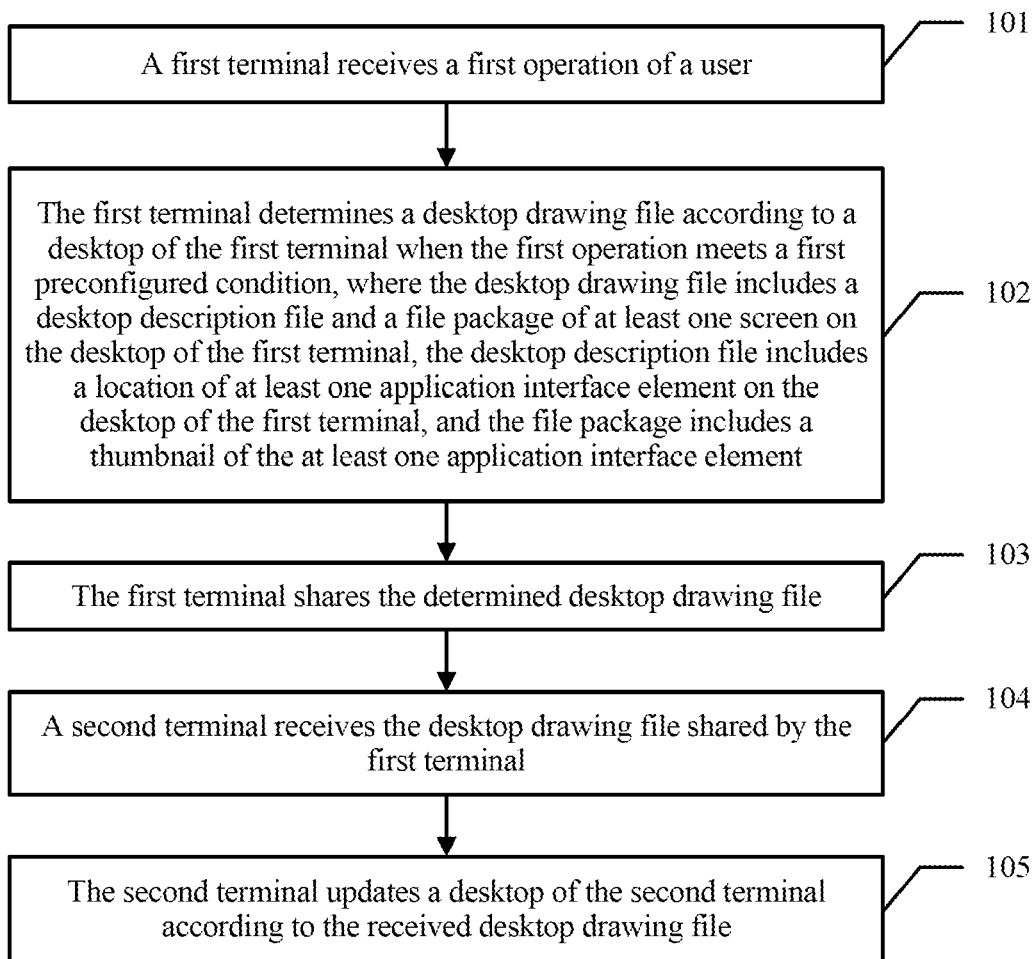 101
A first terminal receives a first operation of a user
The first terminal determines a desktop drawing file according to a
desktop of the first terminal when the first operation meets a first
preconfigured condition, where the desktop drawing file includes a
desktop description file and a file package of at least one screen on
the desktop of the first terminal, the desktop description file includes
a location of at least one application interface element on the
desktop of the first terminal, and the file package includes a
thumbnail of the at least one application interface element
102
103
The first terminal shares the determined desktop drawing file
104
A second terminal receives the desktop drawing file shared by the
first terminal
105
The second terminal updates a desktop of the second terminal
according to the received desktop drawing file